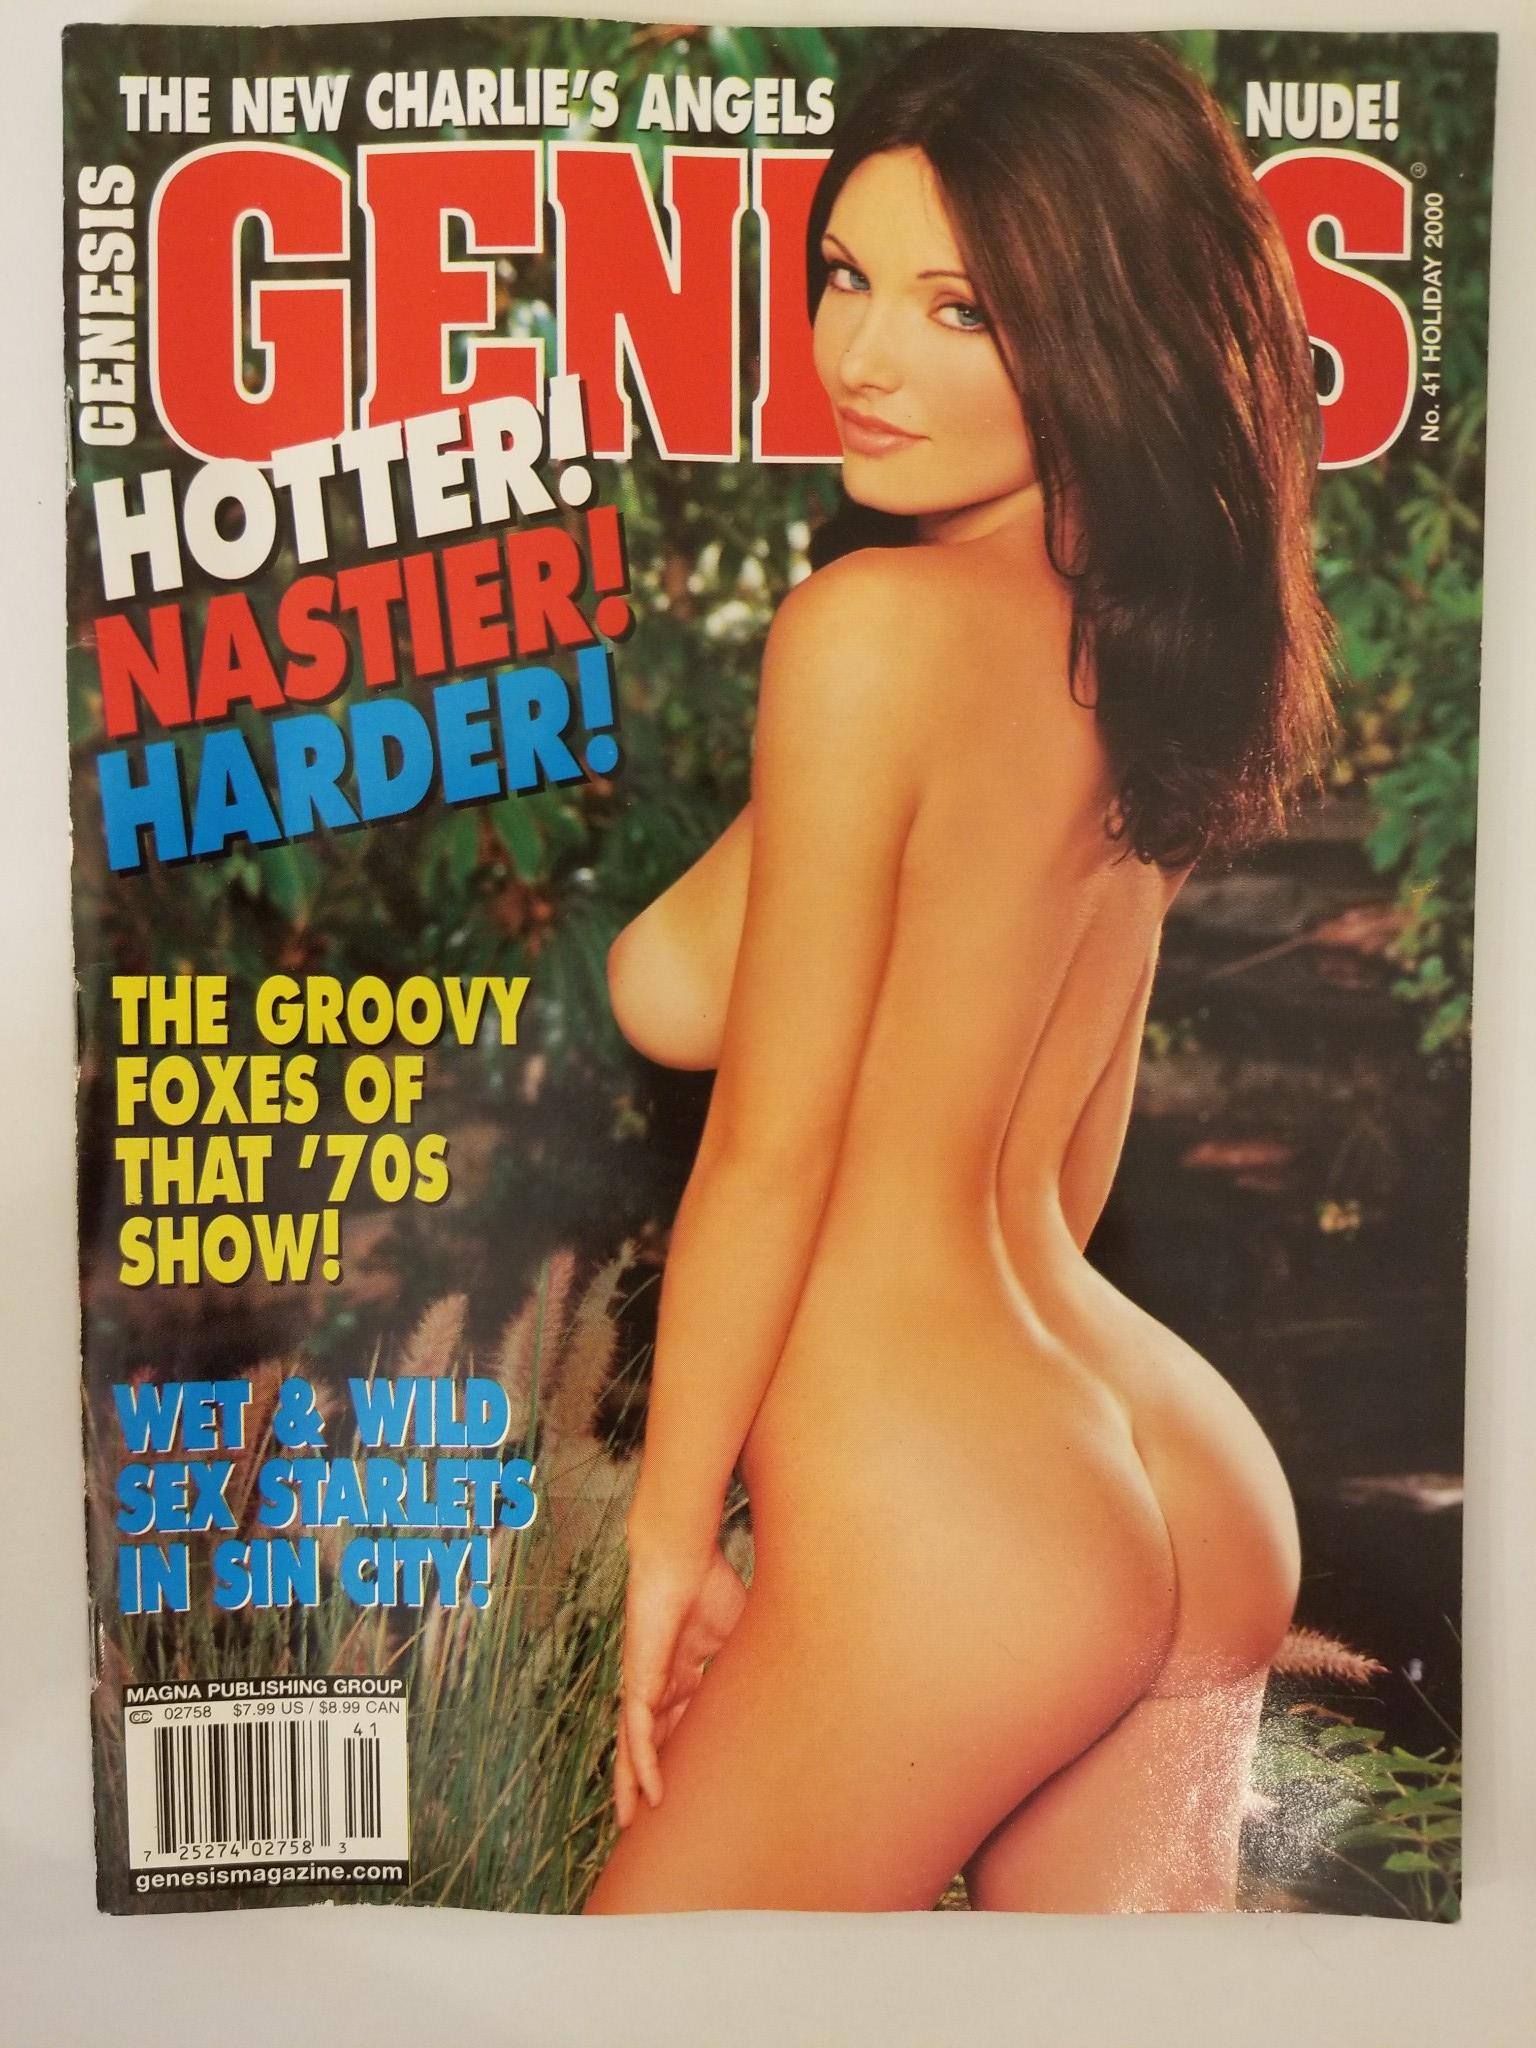 THE NEW CHARLIE'S ANGELS NUDE!
GENESIS
GENESIS
No. 41 HOLIDAY 2000
HOTTER!
NASTIER!
HARDER!
THE GROOVY
FOXES OF
THAT '70S
SHOW!
WET & WILD
SEX STARLETS
IN SIN CITY!
MAGNA PUBLISHING GROUP
CC 02758 $7.99 US / $8.99 CAN
41
7 25274 02758 3
genesismagazine.com